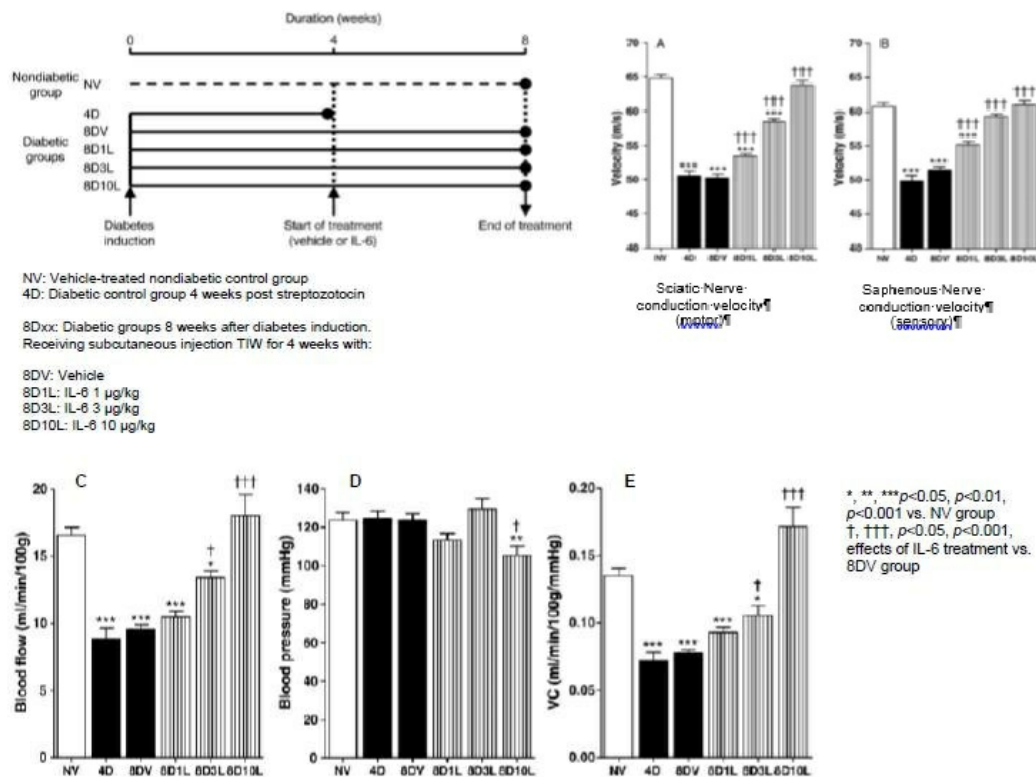 Duration (weeks)
0 4 8
Nondiabetic
group
NV
4D
8DV
Diabetic
groups
8D1L
8D3L
8D10L
Diabetes
induction
Start of treatment
(vehicle or IL-6)
End of treatment
NV: Vehicle-treated nondiabetic control group
4D: Diabetic control group 4 weeks post streptozotocin
8Dxx: Diabetic groups 8 weeks after diabetes induction.
Receiving subcutaneous injection TIW for 4 weeks with:
8DV: Vehicle
8D1L: IL-6 1 µg/kg
8D3L: IL-6 3 µg/kg
8D10L: IL-6 10 µg/kg
A
Velocity (m/s)
70
65
60
55
50
45
40
***
***
†††
***
†††
***
†††
NV 4D 8DV 8D1L 8D3L 8D10L
Sciatic·Nerve·
conduction·velocity¶
(motor)¶
B
Velocity (m/s)
70
65
60
55
50
45
40
***
***
†††
***
†††
†††
NV 4D 8DV 8D1L 8D3L 8D10L
Saphenous·Nerve·
conduction·velocity¶
(sensory)¶
C
Blood flow (ml/min/100g)
20
15
10
5
0
***
***
***
†
*
†††
NV 4D 8DV 8D1L 8D3L 8D10L
D
Blood pressure (mmHg)
140
120
100
80
60
40
20
0
†
**
NV 4D 8DV 8D1L 8D3L 8D10L
E
VC (ml/min/100g/mmHg)
0.20
0.15
0.10
0.05
0.00
***
***
***
†
*
†††
NV 4D 8DV 8D1L 8D3L 8D10L
*, **, ***p<0.05, p<0.01,
p<0.001 vs. NV group
†, †††, p<0.05, p<0.001,
effects of IL-6 treatment vs.
8DV group